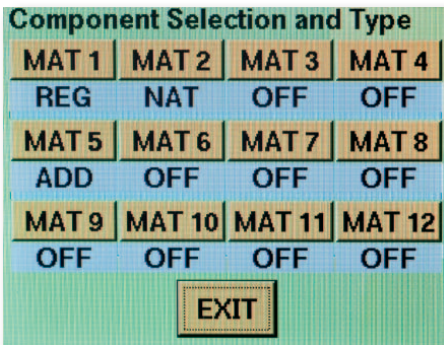 Component Selection and Type
MAT 1 MAT 2 MAT 3 MAT 4
REG NAT OFF OFF
MAT 5 MAT 6 MAT 7 MAT 8
ADD OFF OFF OFF
MAT 9 MAT 10 MAT 11 MAT 12
OFF OFF OFF OFF
EXIT